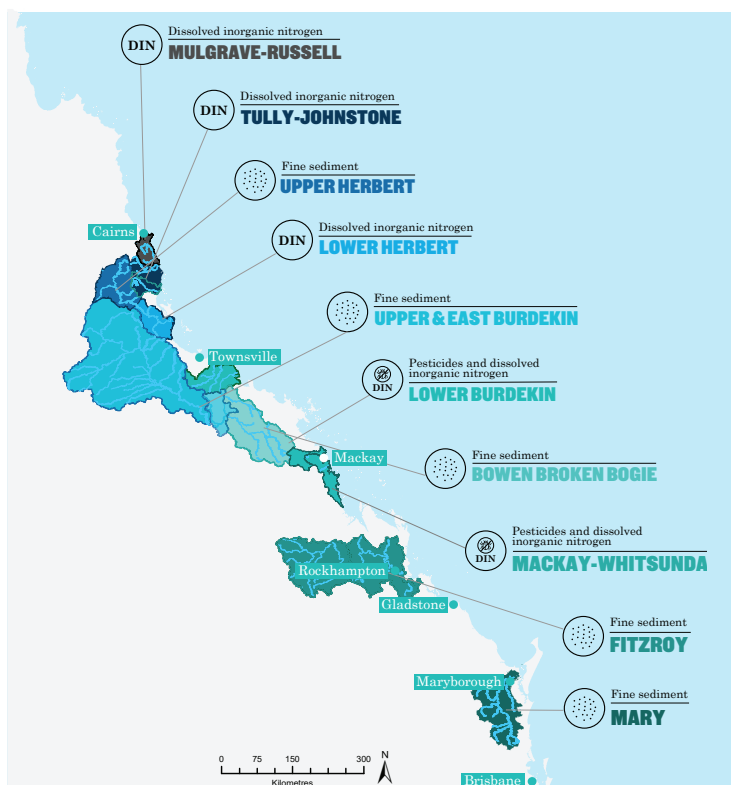 Dissolved inorganic nitrogen
DIN
MULGRAVE-RUSSELL
Dissolved inorganic nitrogen
DIN
TULLY-JOHNSTONE
Fine sediment
UPPER HERBERT
Cairns
Dissolved inorganic nitrogen
DIN
LOWER HERBERT
Fine sediment
UPPER & EAST BURDEKIN
Townsville
Pesticides and dissolved
inorganic nitrogen
DIN
LOWER BURDEKIN
Mackay
Fine sediment
BOWEN BROKEN BOGIE
Pesticides and dissolved
inorganic nitrogen
DIN
MACKAY-WHITSUNDA
Rockhampton
Gladstone
Fine sediment
FITZROY
Maryborough
Fine sediment
MARY
0 75 150 300
Kilometres
N
Brisbane